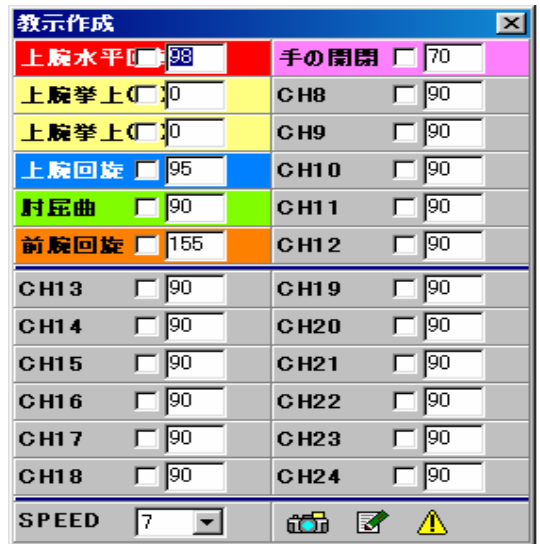 教示作成
上腕水平 98 手の開閉 70
上腕挙上( 0 CH8 90
上腕挙上( 0 CH9 90
上腕回旋 95 CH10 90
肘屈曲 90 CH11 90
前腕回旋 155 CH12 90
CH13 90 CH19 90
CH14 90 CH20 90
CH15 90 CH21 90
CH16 90 CH22 90
CH17 90 CH23 90
CH18 90 CH24 90
SPEED 7